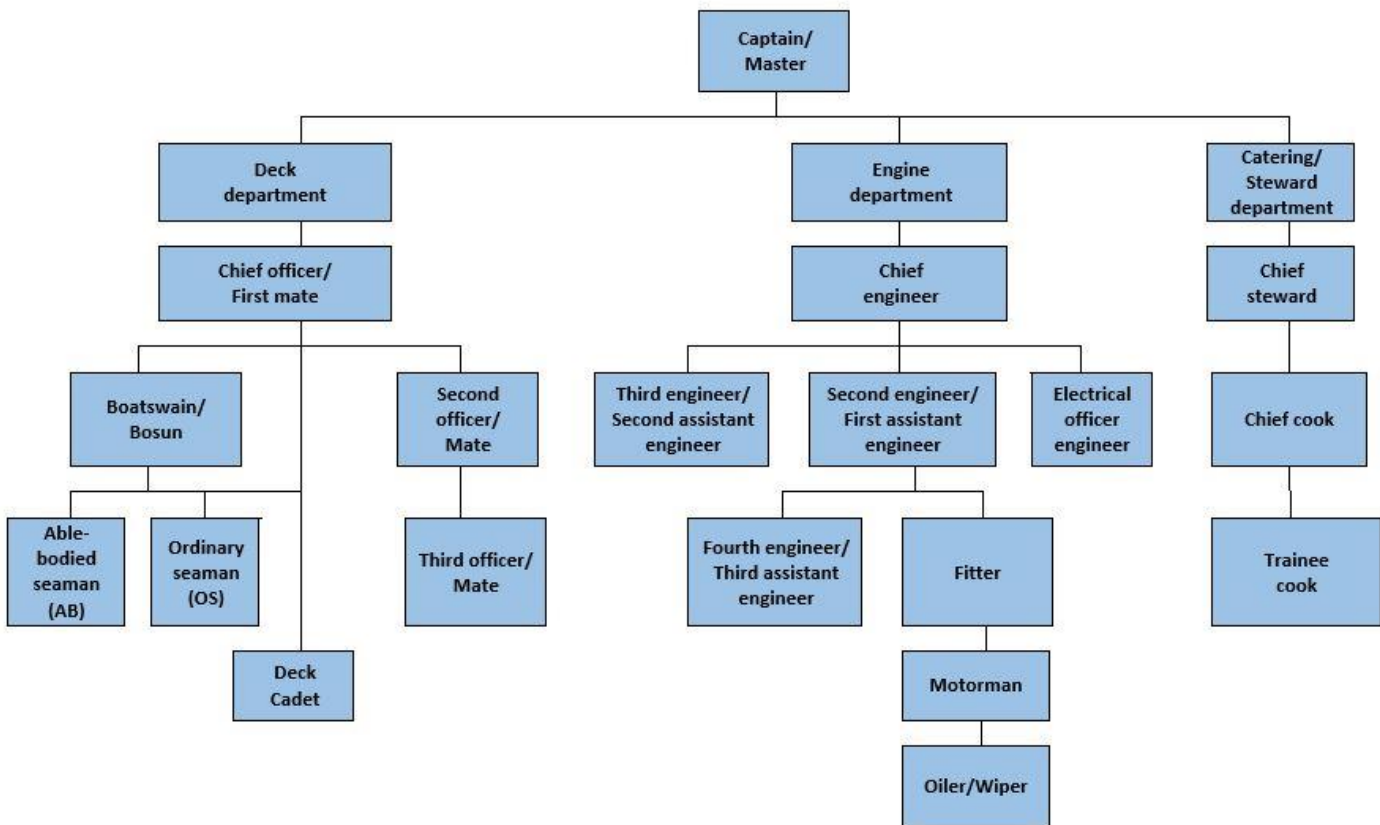 Captain/
Master
Deck
department
Engine
department
Catering/
Steward
department
Chief officer/
First mate
Chief
engineer
Chief
steward
Boatswain/
Bosun
Second
officer/
Mate
Third engineer/
Second assistant
engineer
Second engineer/
First assistant
engineer
Electrical
officer
engineer
Chief cook
Able-
bodied
seaman
(AB)
Ordinary
seaman
(OS)
Third officer/
Mate
Fourth engineer/
Third assistant
engineer
Fitter
Trainee
cook
Deck
Cadet
Motorman
Oiler/Wiper